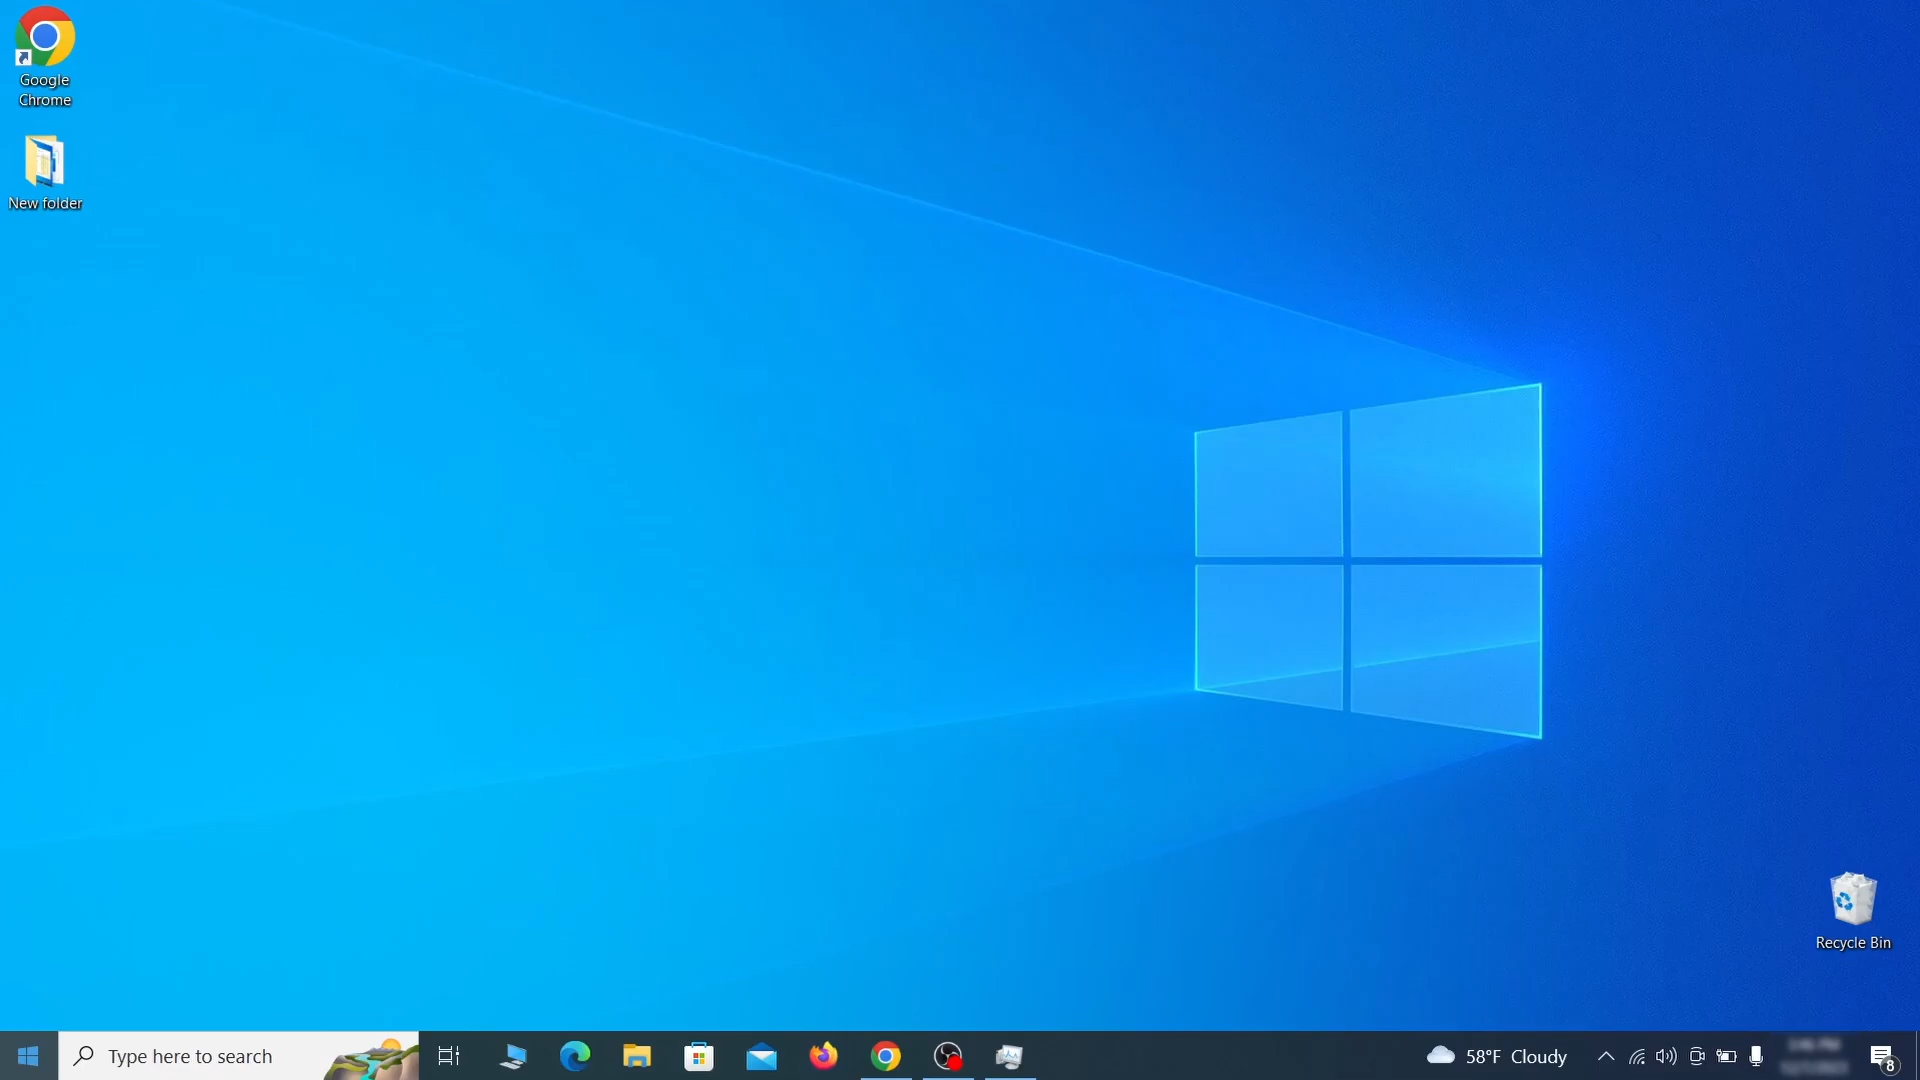 Google
Chrome
New folder
Recycle Bin
Type here to search
58°F Cloudy
8